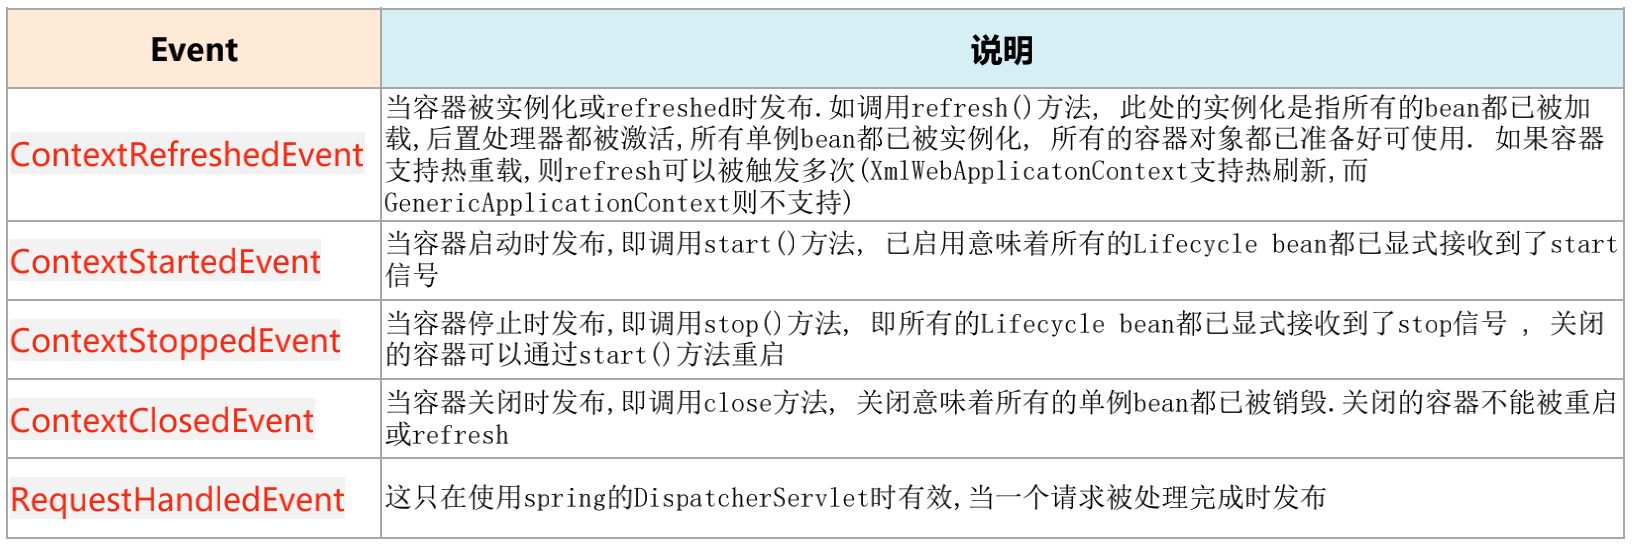 Event
说明
ContextRefreshedEvent
当容器被实例化或refreshed时发布.如调用refresh()方法, 此处的实例化是指所有的bean都已被加
载,后置处理器都被激活,所有单例bean都已被实例化, 所有的容器对象都已准备好可使用. 如果容器
支持热重载,则refresh可以被触发多次(XmlWebApplicatonContext支持热刷新,而
GenericApplicationContext则不支持)
ContextStartedEvent
当容器启动时发布,即调用start()方法, 已启用意味着所有的Lifecycle bean都已显式接收到了start
信号
ContextStoppedEvent
当容器停止时发布,即调用stop()方法, 即所有的Lifecycle bean都已显式接收到了stop信号 , 关闭
的容器可以通过start()方法重启
ContextClosedEvent
当容器关闭时发布,即调用close方法, 关闭意味着所有的单例bean都已被销毁.关闭的容器不能被重启
或refresh
RequestHandledEvent
这只在使用spring的DispatcherServlet时有效,当一个请求被处理完成时发布